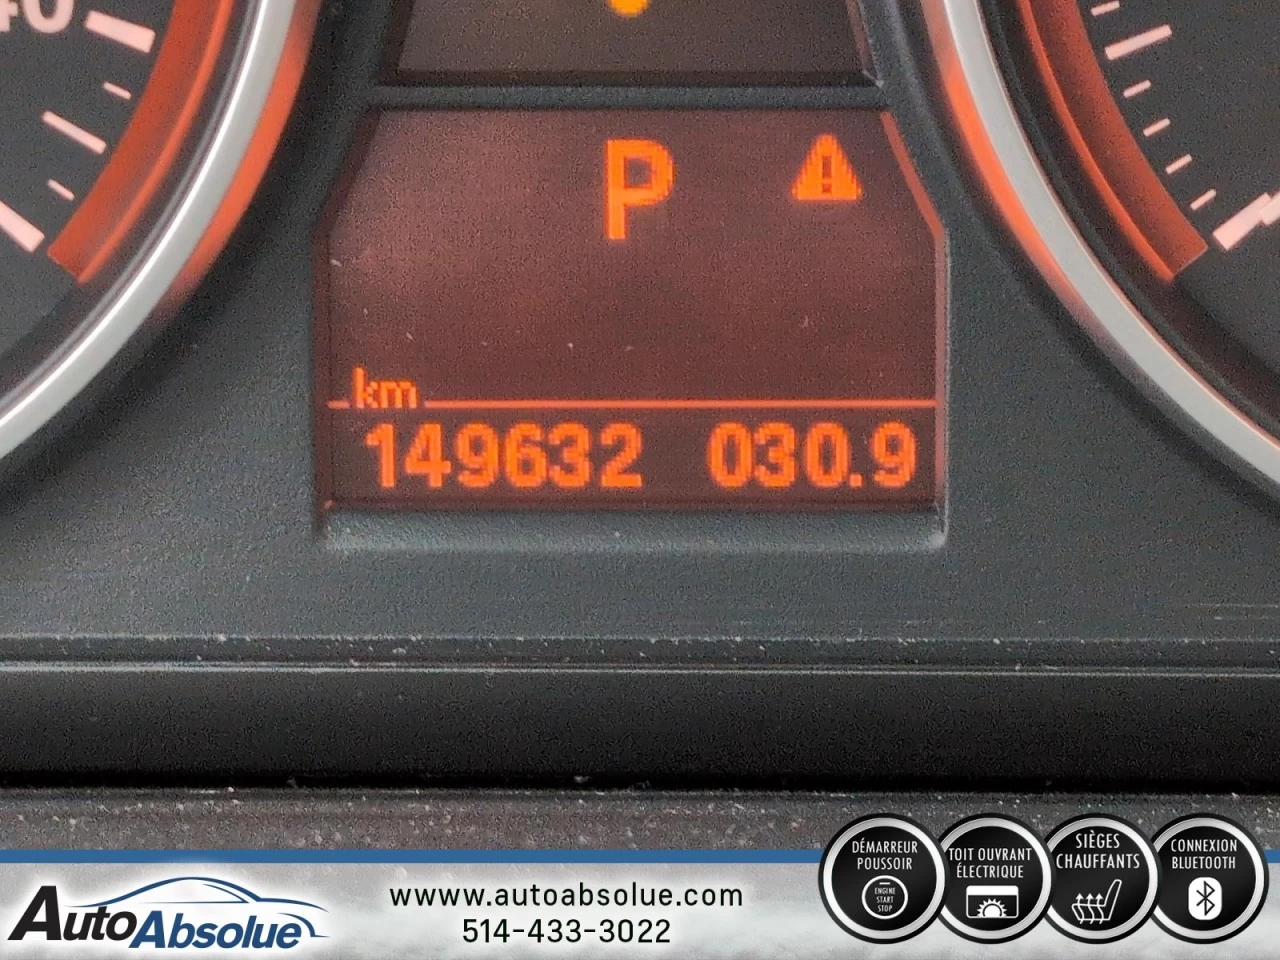 40
P
km
149632 030.9
DÉMARREUR
POUSSOIR
ENGINE
START
STOP
TOIT OUVRANT
ÉLECTRIQUE
SIÈGES
CHAUFFANTS
CONNEXION
BLUETOOTH
AutoAbsolue
www.autoabsolue.com
514-433-3022